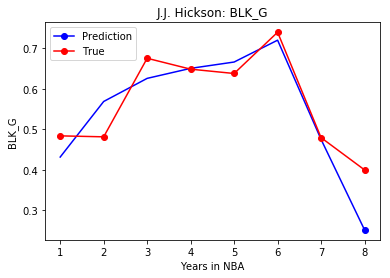 J.J. Hickson: BLK_G
Prediction
True
0.7
0.6
0.5
0.4
0.3
BLK_G
1 2 3 4 5 6 7 8
Years in NBA